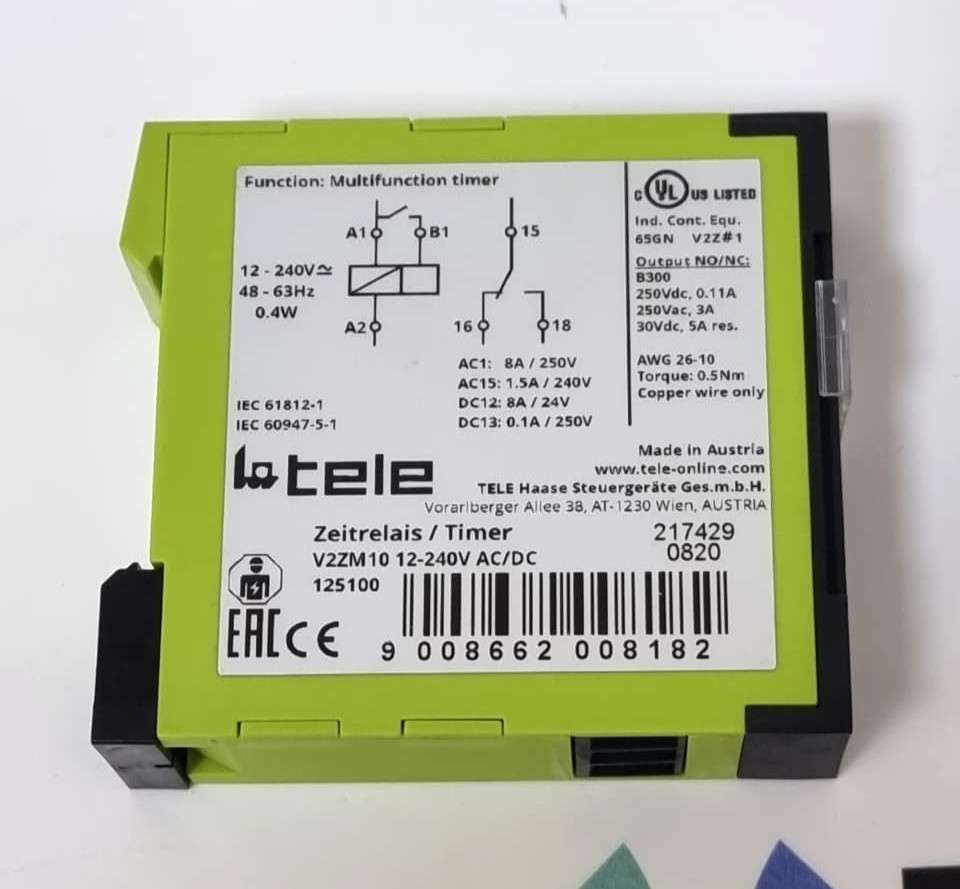 Function: Multifunction timer
A1
B1
15
12 - 240V≃
48 - 63Hz
0.4W
A2
16
18
AC1: 8A / 250V
AC15: 1.5A / 240V
DC12: 8A / 24V
DC13: 0.1A / 250V
IEC 61812-1
IEC 60947-5-1
C UL US LISTED
Ind. Cont. Equ.
65GN V2Z#1
Output NO/NC:
B300
250Vdc, 0.11A
250Vac, 3A
30Vdc, 5A res.
AWG 26-10
Torque: 0.5Nm
Copper wire only
tele
Made in Austria
www.tele-online.com
TELE Haase Steuergeräte Ges.m.b.H.
Vorarlberger Allee 38, AT-1230 Wien, AUSTRIA
Zeitrelais / Timer
V2ZM10 12-240V AC/DC
125100
217429
0820
EAC CE
9 008662 008182